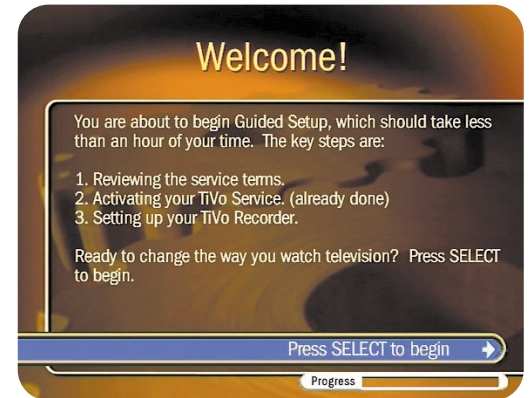 Welcome!
You are about to begin Guided Setup, which should take less
than an hour of your time. The key steps are:
1. Reviewing the service terms.
2. Activating your TiVo Service. (already done)
3. Setting up your TiVo Recorder.
Ready to change the way you watch television? Press SELECT
to begin.
Press SELECT to begin
Progress